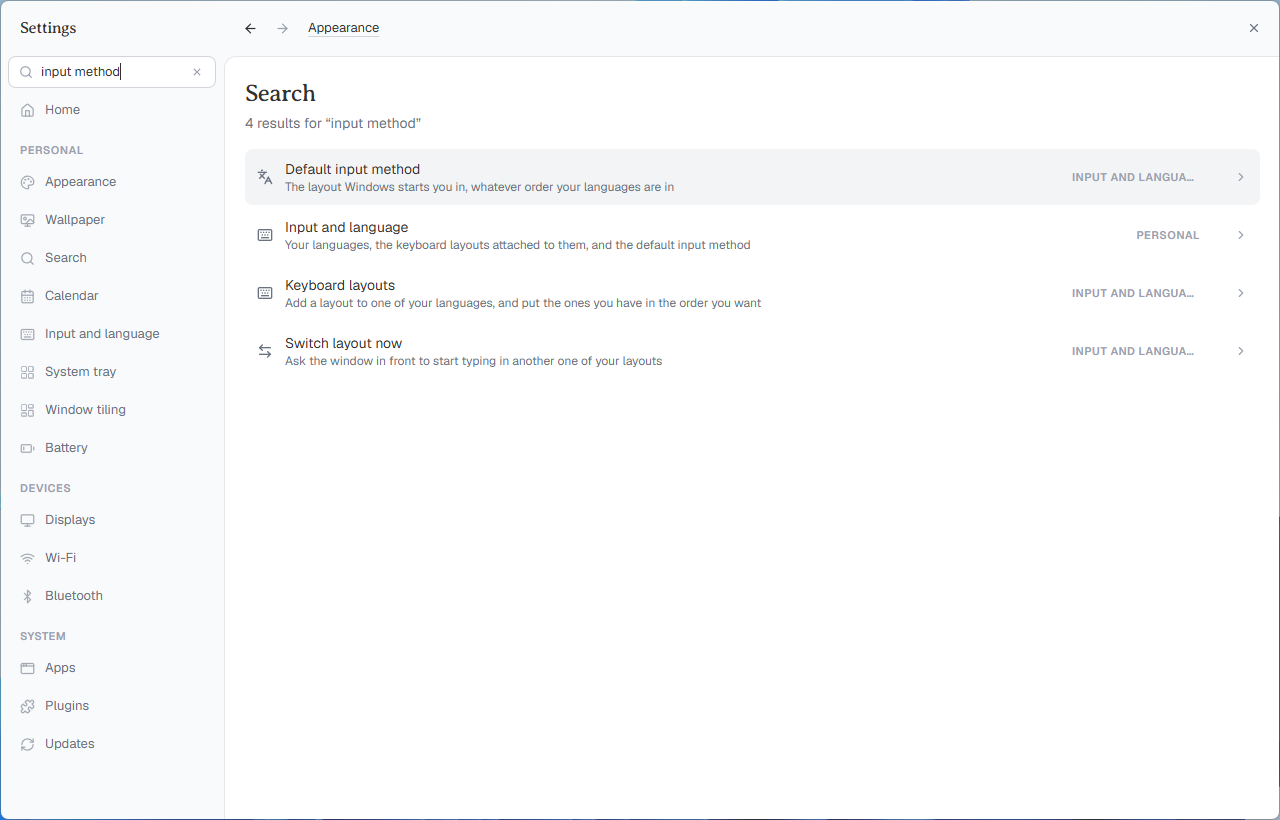 Settings
Appearance
input method
Home
PERSONAL
Appearance
Wallpaper
Search
Calendar
Input and language
System tray
Window tiling
Battery
DEVICES
Displays
Wi-Fi
Bluetooth
SYSTEM
Apps
Plugins
Updates
Search
4 results for “input method”
Default input method
The layout Windows starts you in, whatever order your languages are in
INPUT AND LANGUA...
Input and language
Your languages, the keyboard layouts attached to them, and the default input method
PERSONAL
Keyboard layouts
Add a layout to one of your languages, and put the ones you have in the order you want
INPUT AND LANGUA...
Switch layout now
Ask the window in front to start typing in another one of your layouts
INPUT AND LANGUA...